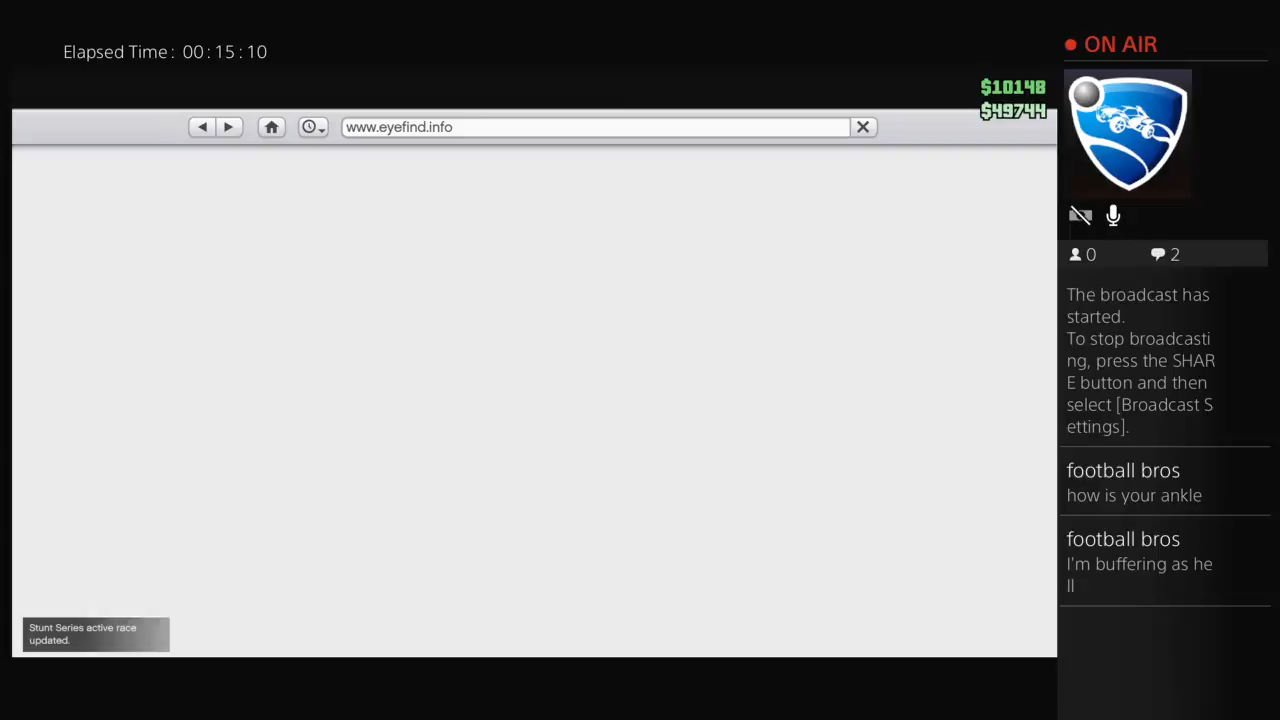 Elapsed Time: 00:15:10
ON AIR
$10148
$49744
www.eyefind.info
0
2
The broadcast has
started.
To stop broadcasti
ng, press the SHAR
E button and then
select [Broadcast S
ettings].
football bros
how is your ankle
football bros
I'm buffering as he
ll
Stunt Series active race
updated.